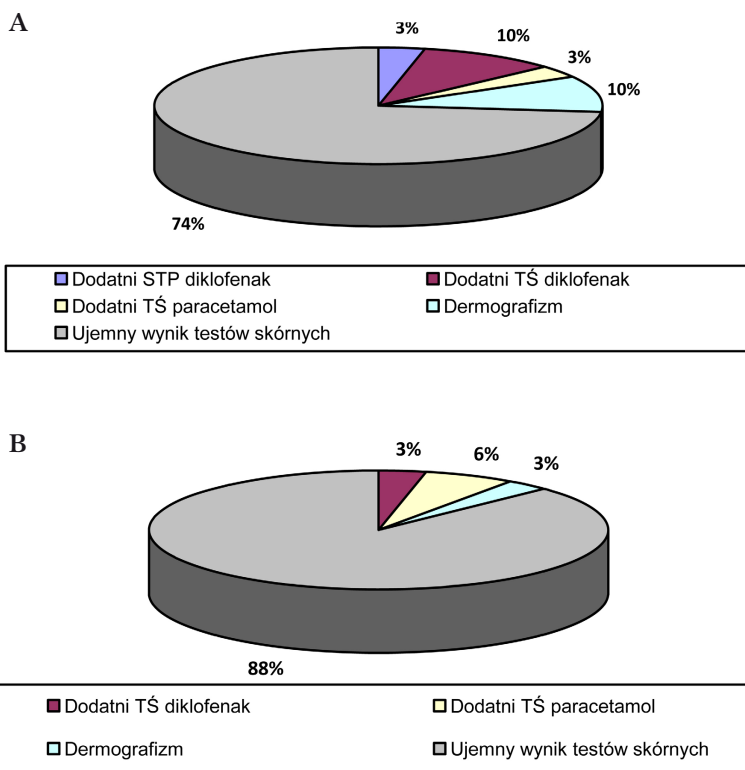 A
3%
10%
3%
10%
74%
Dodatni STP diklofenak
Dodatni TŚ diklofenak
Dodatni TŚ paracetamol
Dermografizm
Ujemny wynik testów skórnych
B
3%
6%
3%
88%
Dodatni TŚ diklofenak
Dodatni TŚ paracetamol
Dermografizm
Ujemny wynik testów skórnych